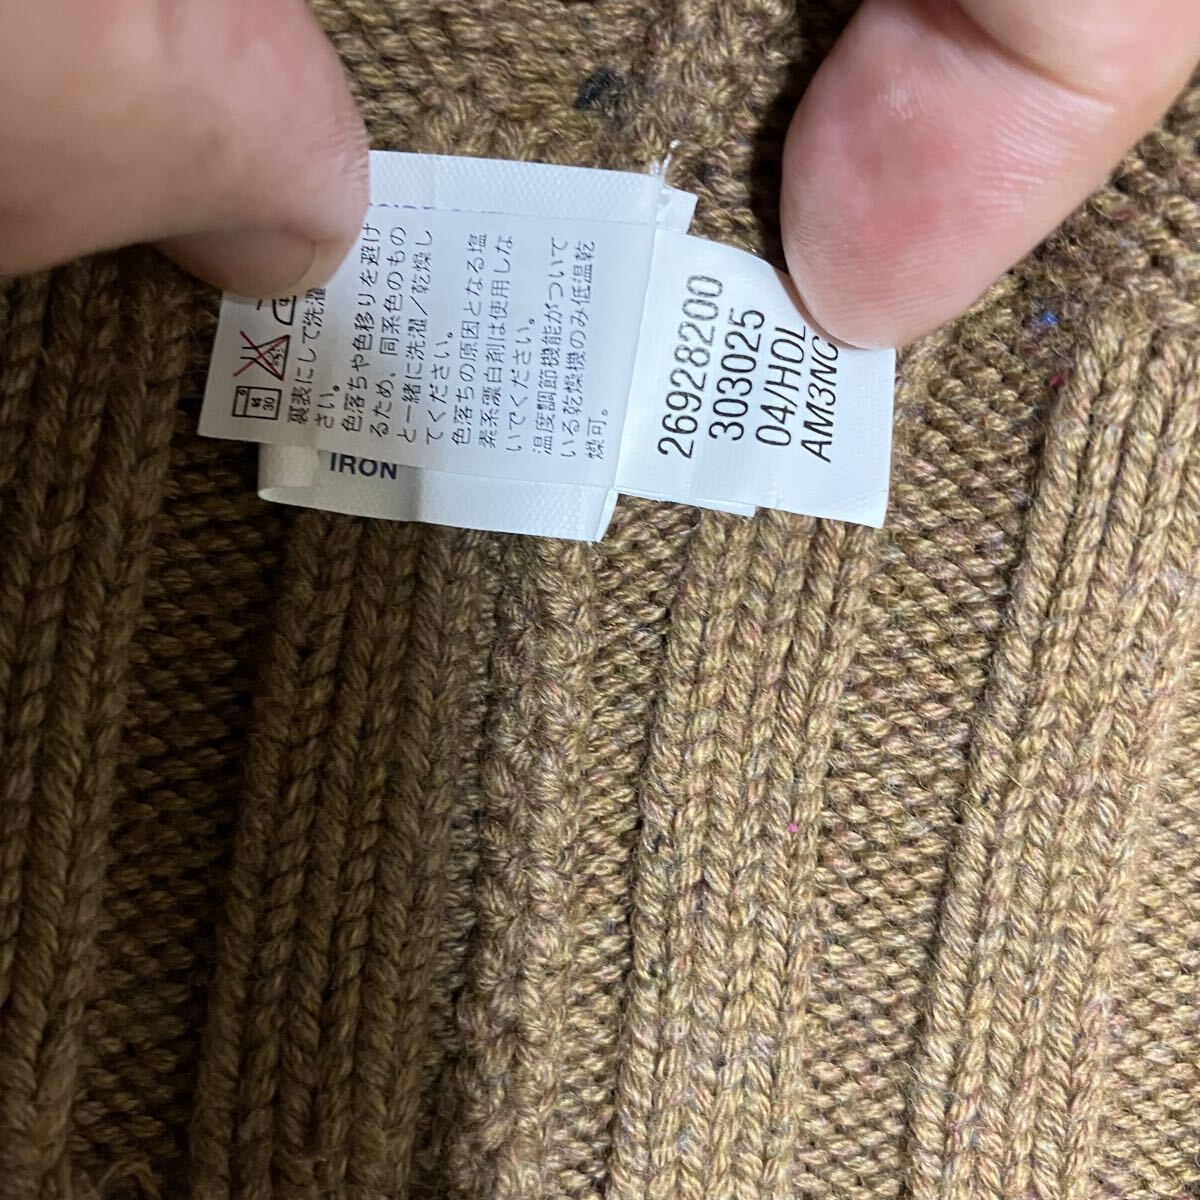 裏表にして洗濯
さい。
色落ちや色移りを避け
るため、同系色のもの
と一緒に洗濯/乾燥し
てください。
色落ちの原因となる塩
素系漂白剤は使用しな
いでください。
温度調節機能がついて
いる乾燥機のみ低温乾
燥可。
IRON
26928200
303025
04/HOL
AM3NC